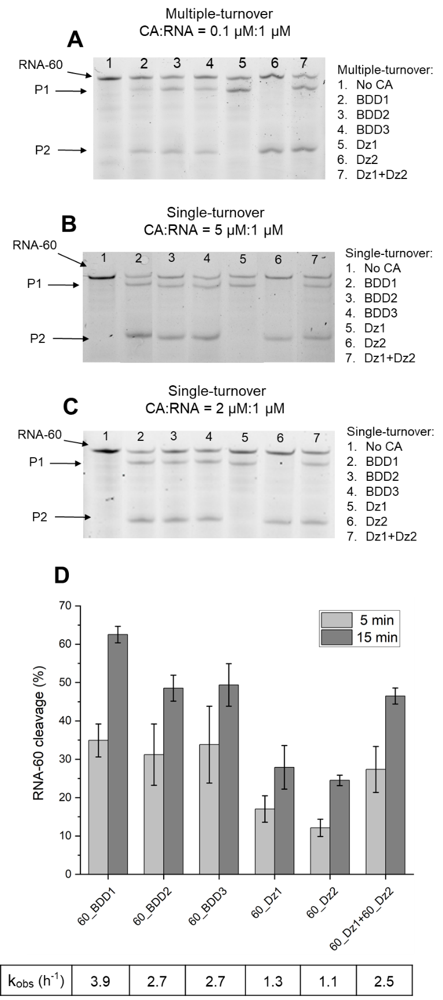 Multiple-turnover
CA:RNA = 0.1 µM:1 µM
A
1 2 3 4 5 6 7
RNA-60
P1
P2
Multiple-turnover:
1. No CA
2. BDD1
3. BDD2
4. BDD3
5. Dz1
6. Dz2
7. Dz1+Dz2
Single-turnover
CA:RNA = 5 µM:1 µM
B
1 2 3 4 5 6 7
RNA-60
P1
P2
Single-turnover:
1. No CA
2. BDD1
3. BDD2
4. BDD3
5. Dz1
6. Dz2
7. Dz1+Dz2
Single-turnover
CA:RNA = 2 µM:1 µM
C
1 2 3 4 5 6 7
RNA-60
P1
P2
Single-turnover:
1. No CA
2. BDD1
3. BDD2
4. BDD3
5. Dz1
6. Dz2
7. Dz1+Dz2
D
70
60
50
40
30
20
10
0
RNA-60 cleavage (%)
5 min
15 min
60_BDD1
60_BDD2
60_BDD3
60_Dz1
60_Dz2
60_Dz1+60_Dz2
kobs (h-1) 3.9 2.7 2.7 1.3 1.1 2.5